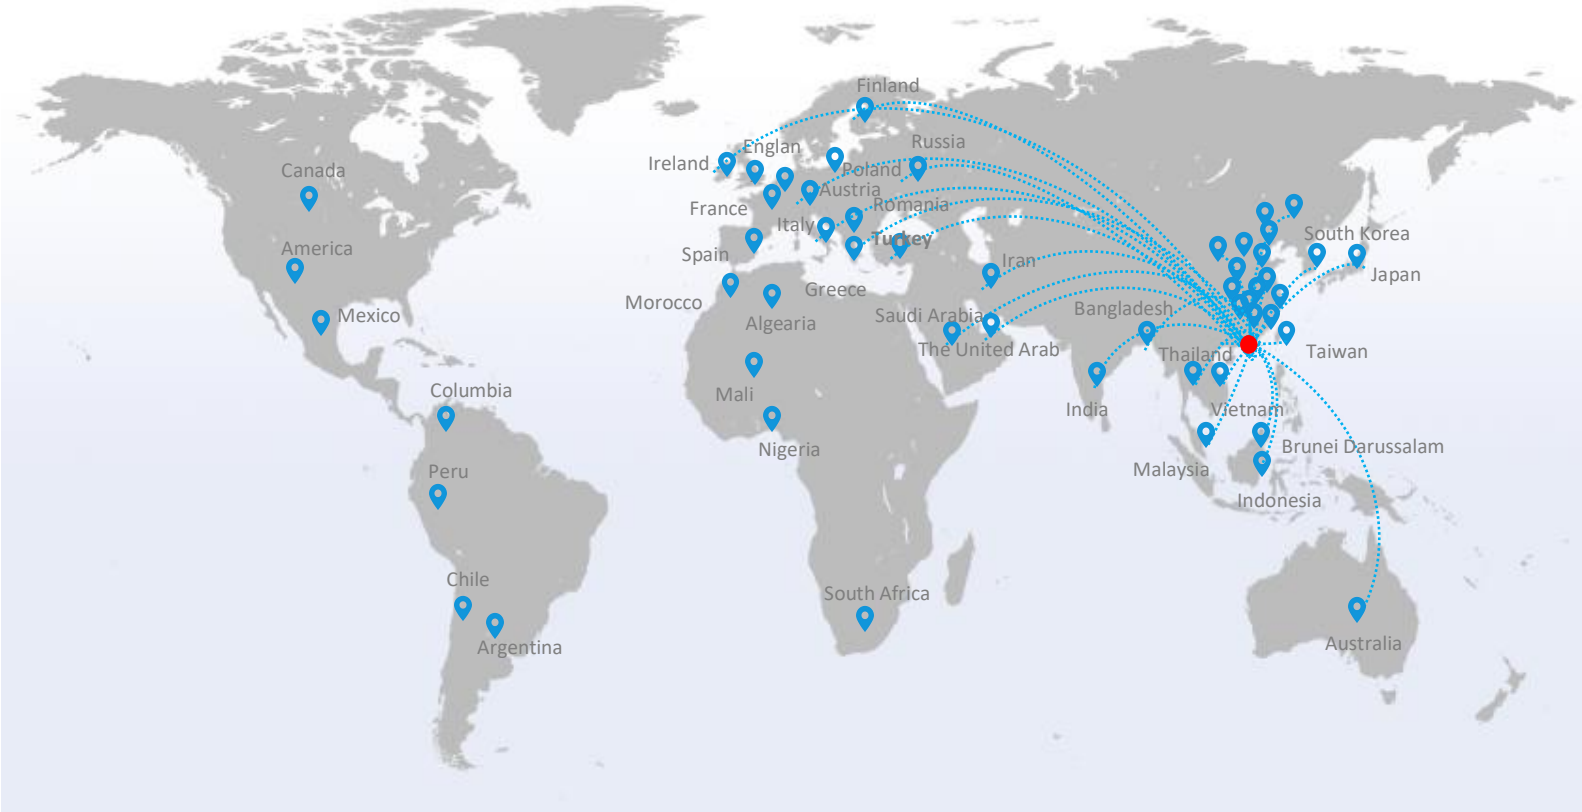 Finland
Russia
Englan
Ireland
Poland
Austria
France
Romania
Italy
Turkey
Spain
Greece
Iran
Canada
America
Mexico
Morocco
Algearia
Saudi Arabia
The United Arab
Bangladesh
South Korea
Japan
Taiwan
Thailand
India
Vietnam
Mali
Nigeria
Malaysia
Brunei Darussalam
Indonesia
Columbia
Peru
Chile
Argentina
South Africa
Australia